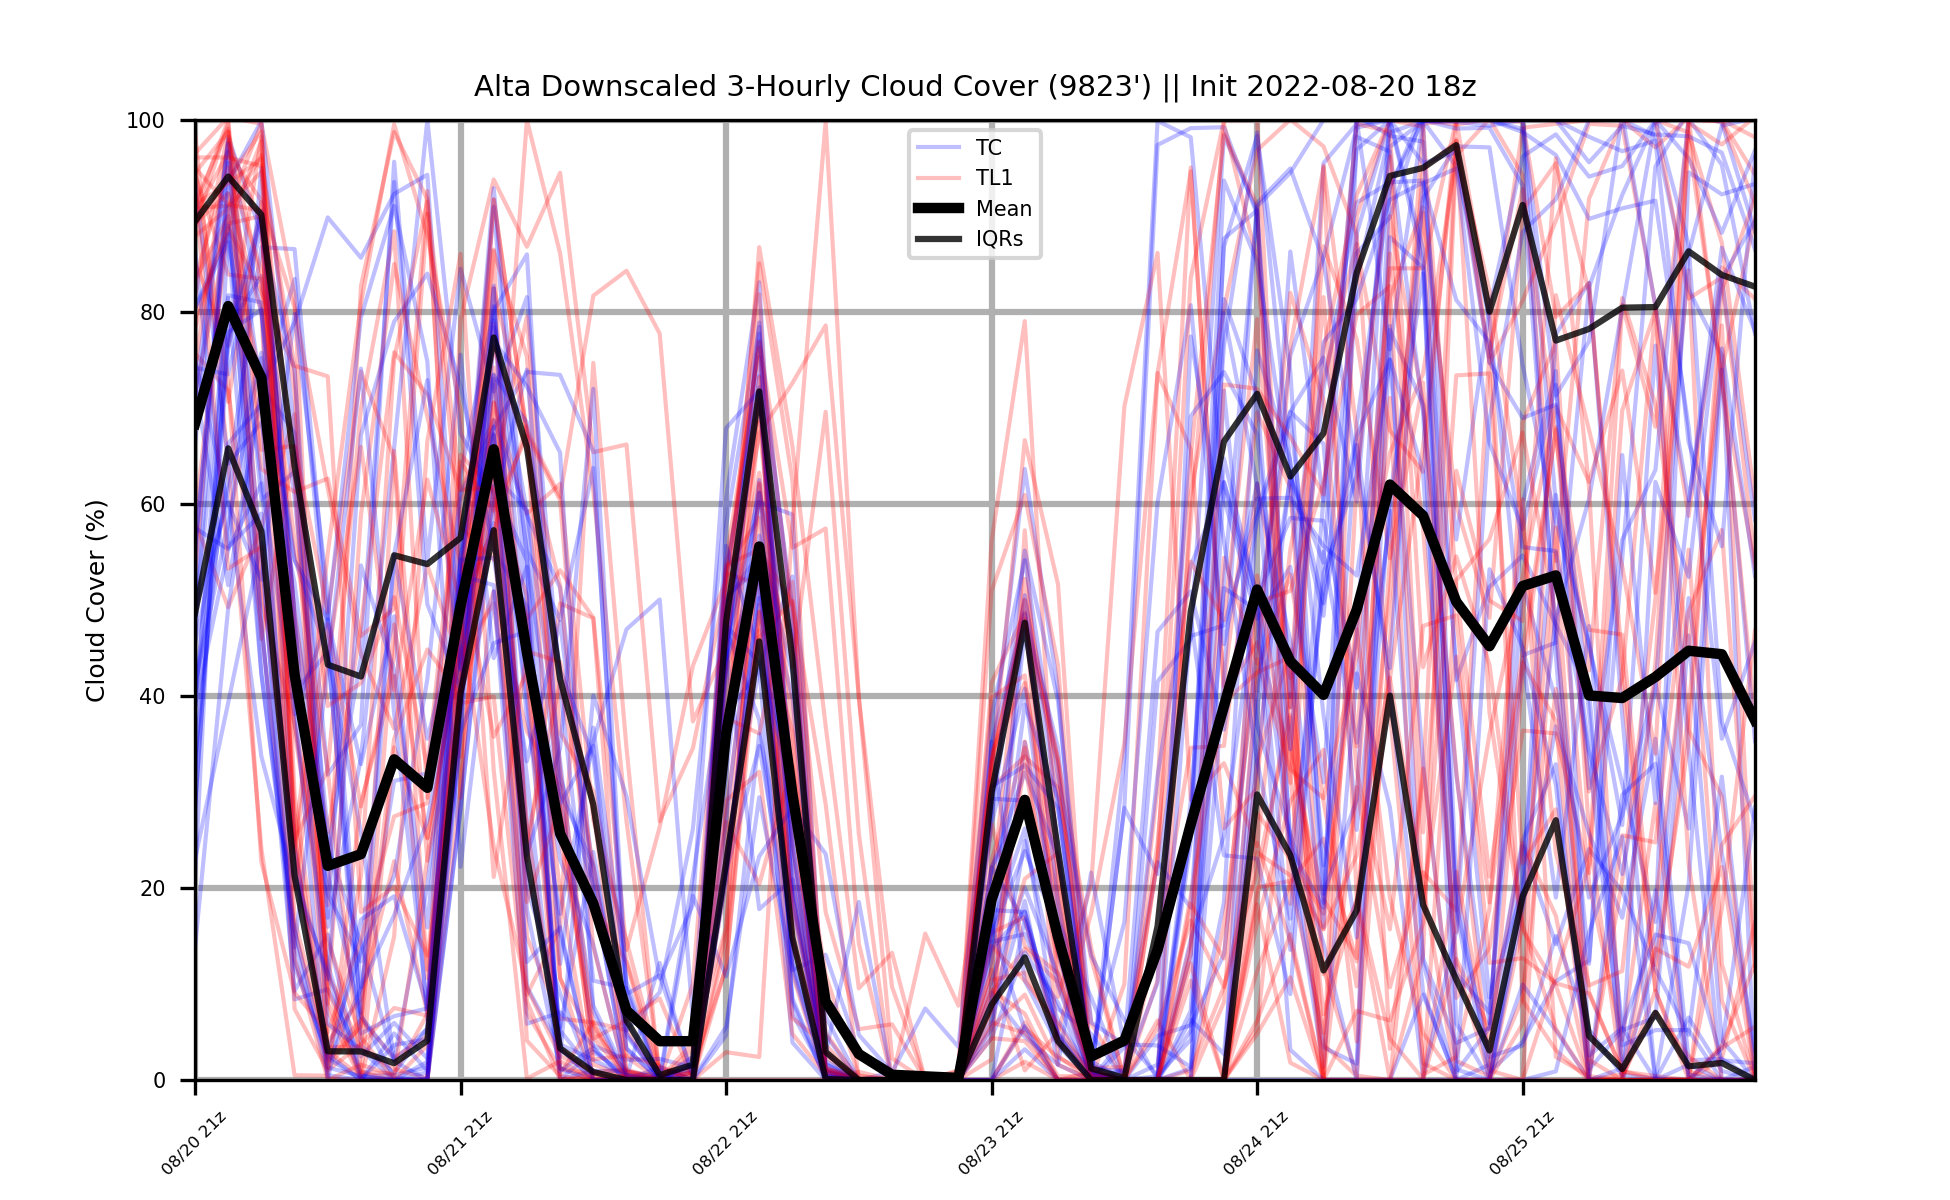 Alta Downscaled 3-Hourly Cloud Cover (9823') || Init 2022-08-20 18z
TC
TL1
Mean
IQRs
Cloud Cover (%)
100
80
60
40
20
0
08/20 21z
08/21 21z
08/22 21z
08/23 21z
08/24 21z
08/25 21z